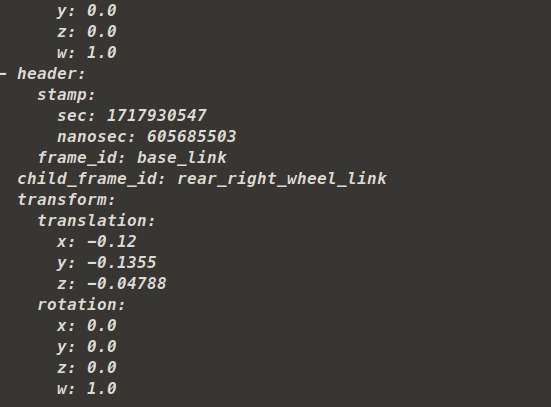 y: 0.0
z: 0.0
w: 1.0
- header:
stamp:
sec: 1717930547
nanosec: 605685503
frame_id: base_link
child_frame_id: rear_right_wheel_link
transform:
translation:
x: -0.12
y: -0.1355
z: -0.04788
rotation:
x: 0.0
y: 0.0
z: 0.0
w: 1.0